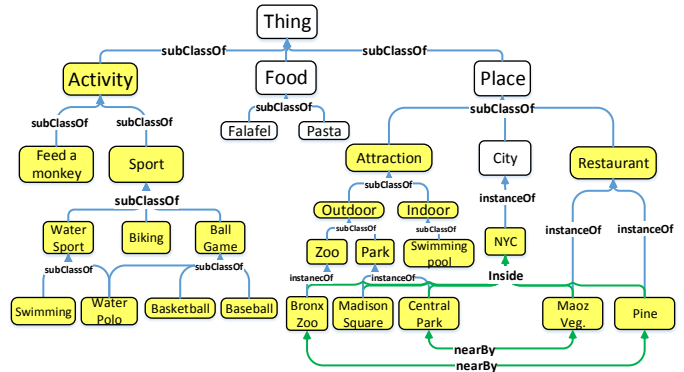 Thing
subClassOf
subClassOf
Activity
Food
Place
subClassOf
subClassOf
subClassOf
subClassOf
Falafel
Pasta
Feed a
monkey
Sport
Attraction
City
Restaurant
subClassOf
subClassOf
instanceOf
Outdoor
Indoor
Water
Sport
Biking
Ball
Game
subClassOf
subClassOf
instanceOf
instanceOf
NYC
Zoo
Park
Swimming
pool
subClassOf
subClassOf
instanecOf
instanceOf
Inside
Swimming
Water
Polo
Basketball
Baseball
Bronx
Zoo
Madison
Square
Central
Park
Maoz
Veg.
Pine
nearBy
nearBy